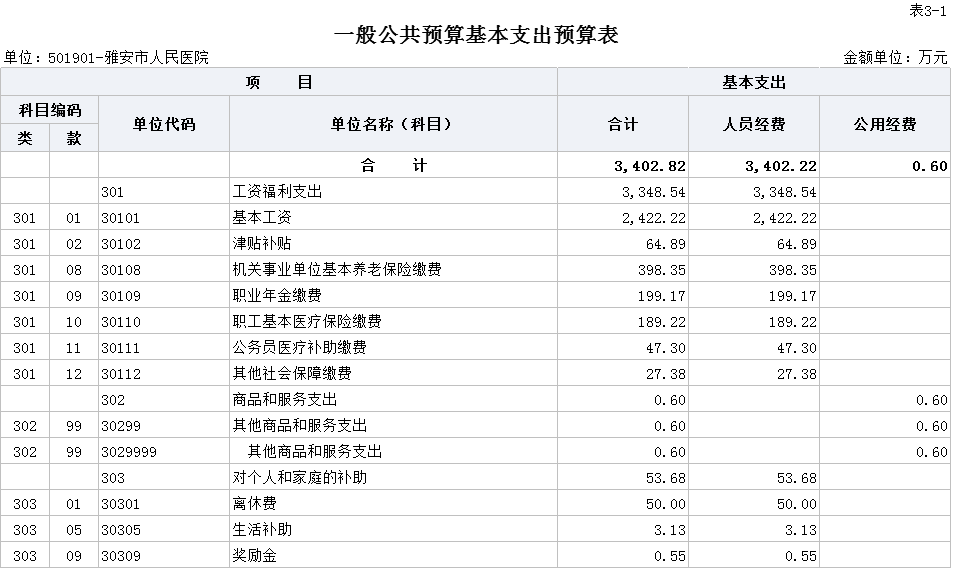 表3-1
一般公共预算基本支出预算表
单位：501901-雅安市人民医院 金额单位：万元
项 目 基本支出
科目编码 单位代码 单位名称（科目） 合计 人员经费 公用经费
类 款
合 计 3,402.82 3,402.22 0.60
301 工资福利支出 3,348.54 3,348.54
301 01 30101 基本工资 2,422.22 2,422.22
301 02 30102 津贴补贴 64.89 64.89
301 08 30108 机关事业单位基本养老保险缴费 398.35 398.35
301 09 30109 职业年金缴费 199.17 199.17
301 10 30110 职工基本医疗保险缴费 189.22 189.22
301 11 30111 公务员医疗补助缴费 47.30 47.30
301 12 30112 其他社会保障缴费 27.38 27.38
302 商品和服务支出 0.60 0.60
302 99 30299 其他商品和服务支出 0.60 0.60
302 99 3029999 其他商品和服务支出 0.60 0.60
303 对个人和家庭的补助 53.68 53.68
303 01 30301 离休费 50.00 50.00
303 05 30305 生活补助 3.13 3.13
303 09 30309 奖励金 0.55 0.55